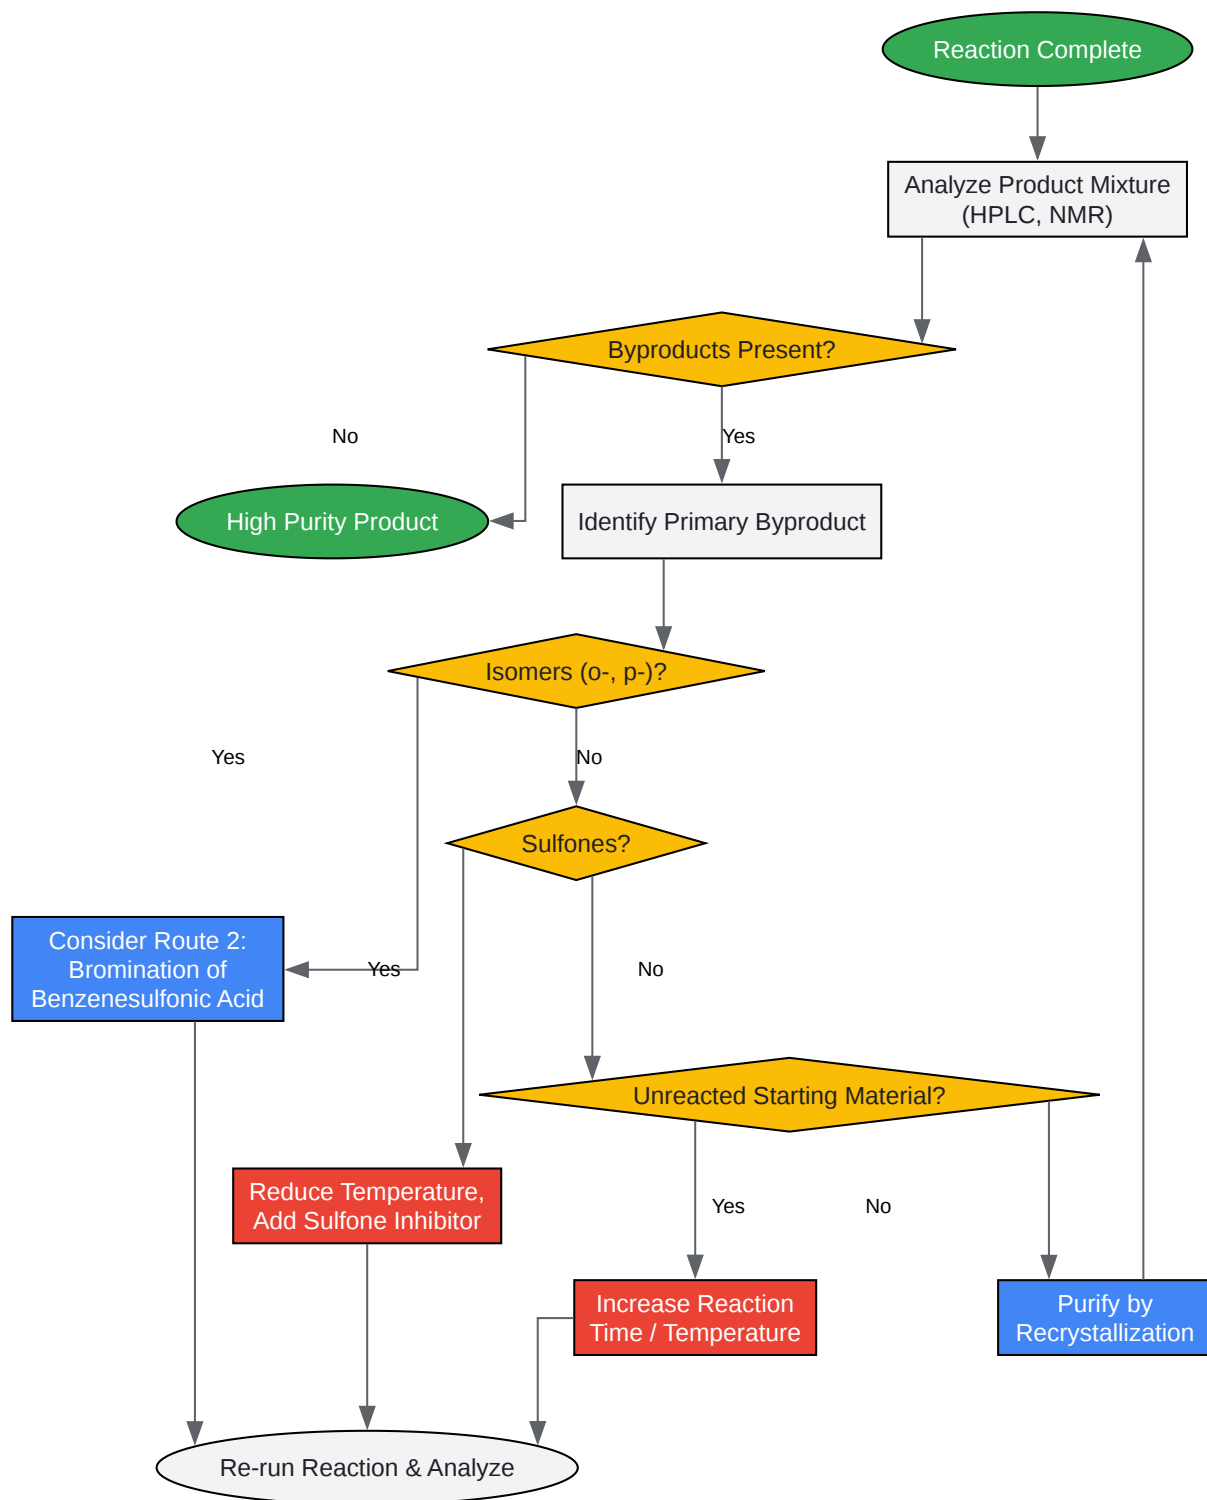 Reaction Complete
Analyze Product Mixture
(HPLC, NMR)
Byproducts Present?
No
Yes
High Purity Product
Identify Primary Byproduct
Isomers (o-, p-)?
Yes
No
Sulfones?
Consider Route 2:
Bromination of
Benzenesulfonic Acid
Yes
No
Unreacted Starting Material?
Reduce Temperature,
Add Sulfone Inhibitor
Yes
No
Increase Reaction
Time / Temperature
Purify by
Recrystallization
Re-run Reaction & Analyze